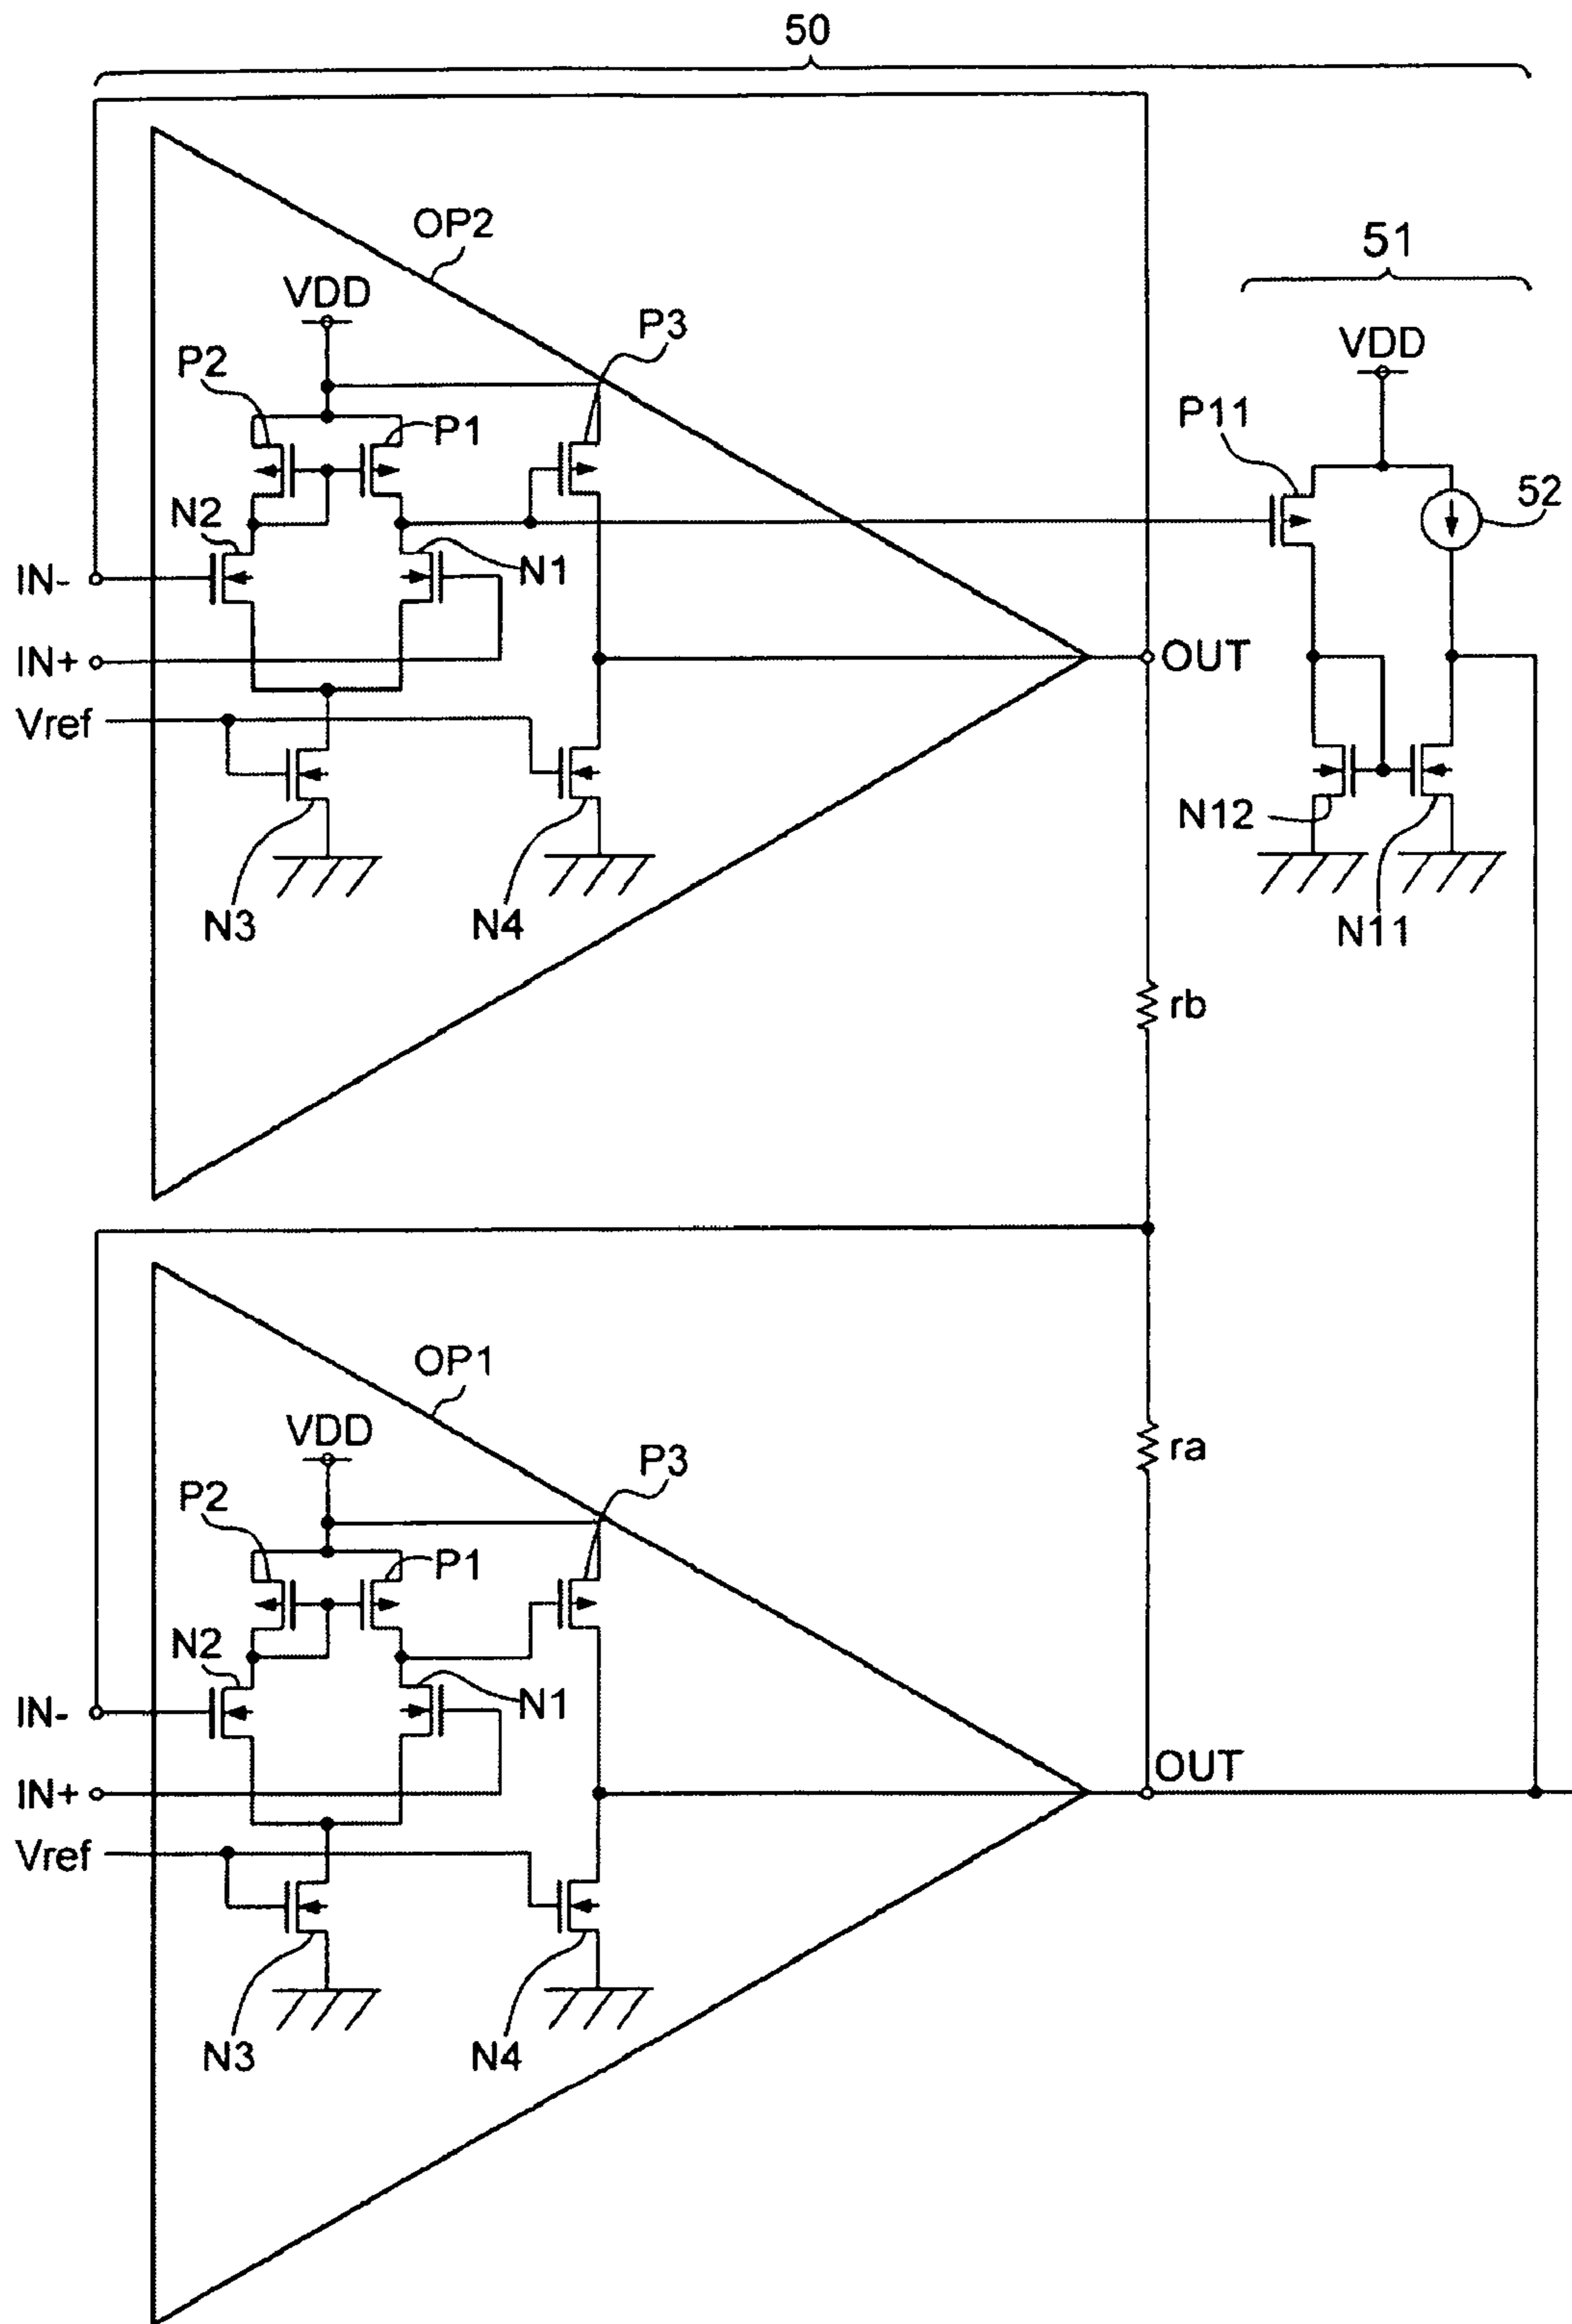 50
OP2
51
VDD
P3
VDD
P2
P1
P11
52
N2
N1
IN-
IN+
OUT
Vref
N12
N3
N4
N11
rb
OP1
ra
VDD
P3
P2
P1
N2
N1
IN-
OUT
IN+
Vref
N3
N4